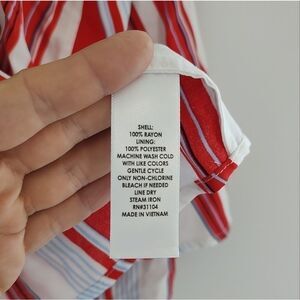 SHELL:
100% RAYON
LINING:
100% POLYESTER
MACHINE WASH COLD
WITH LIKE COLORS
GENTLE CYCLE
ONLY NON-CHLORINE
BLEACH IF NEEDED
LINE DRY
STEAM IRON
RN#31104
MADE IN VIETNAM